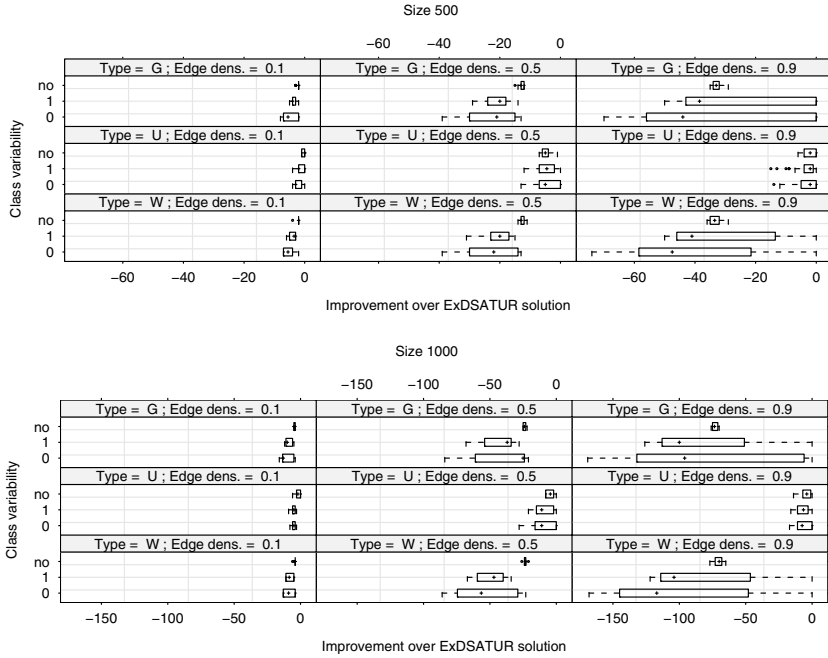 Size 500
−60 −40 −20 0
Type = G ; Edge dens. = 0.1 Type = G ; Edge dens. = 0.5 Type = G ; Edge dens. = 0.9
no
1
0
Type = U ; Edge dens. = 0.1 Type = U ; Edge dens. = 0.5 Type = U ; Edge dens. = 0.9
no
1
0
Type = W ; Edge dens. = 0.1 Type = W ; Edge dens. = 0.5 Type = W ; Edge dens. = 0.9
no
1
0
Class variability
−60 −40 −20 0 −60 −40 −20 0
Improvement over ExDSATUR solution
Size 1000
−150 −100 −50 0
Type = G ; Edge dens. = 0.1 Type = G ; Edge dens. = 0.5 Type = G ; Edge dens. = 0.9
no
1
0
Type = U ; Edge dens. = 0.1 Type = U ; Edge dens. = 0.5 Type = U ; Edge dens. = 0.9
no
1
0
Type = W ; Edge dens. = 0.1 Type = W ; Edge dens. = 0.5 Type = W ; Edge dens. = 0.9
no
1
0
Class variability
−150 −100 −50 0 −150 −100 −50 0
Improvement over ExDSATUR solution